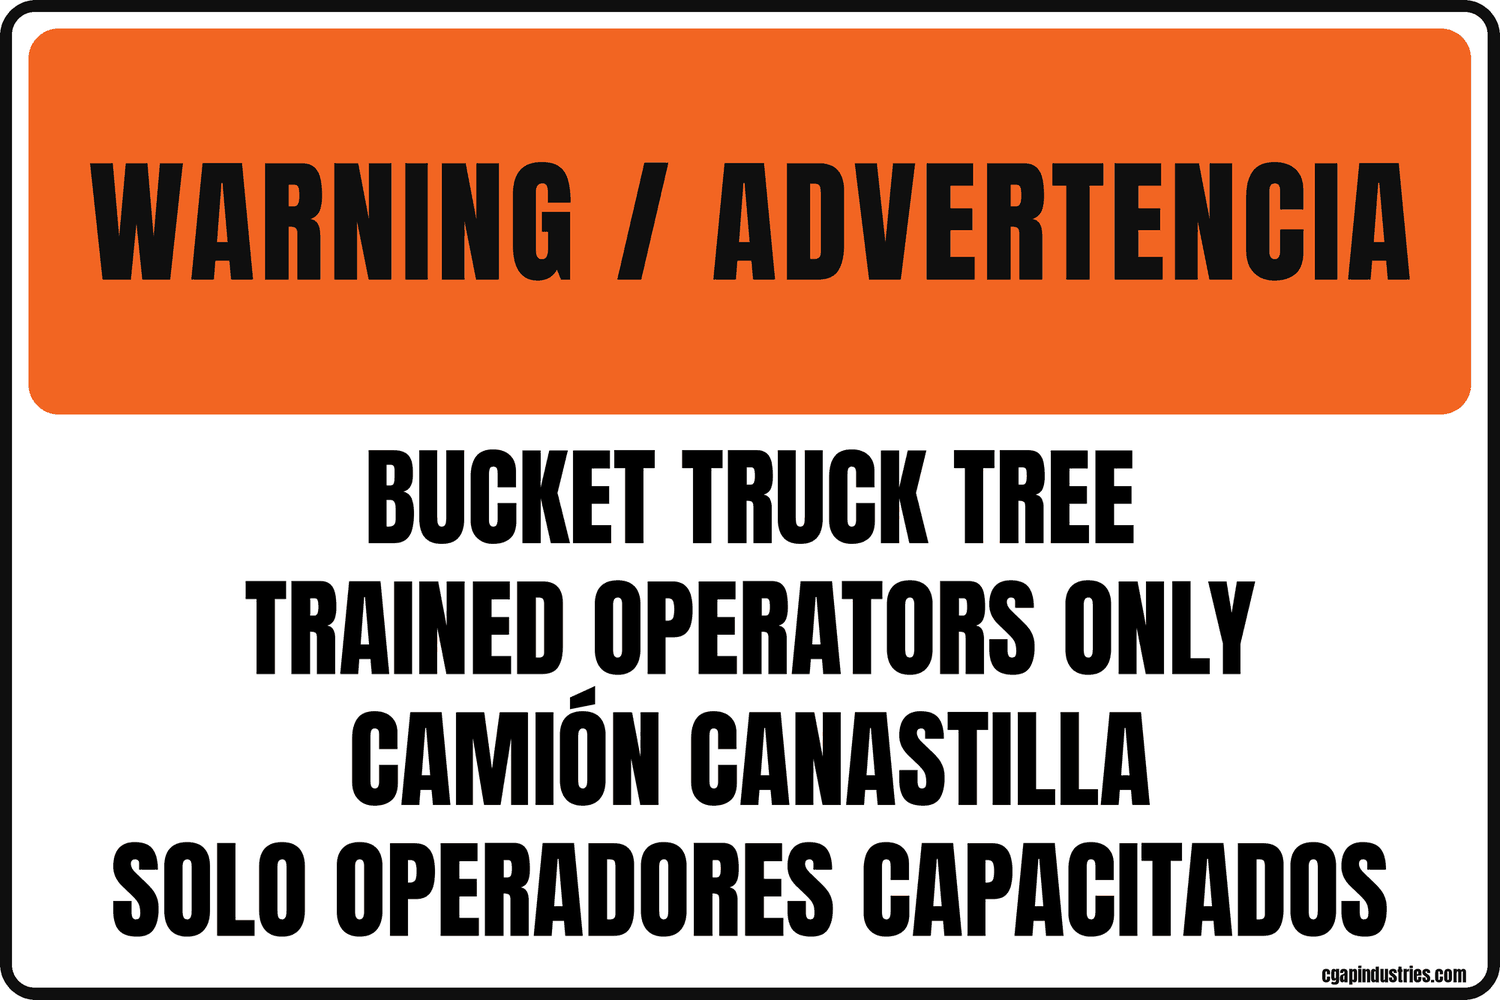 WARNING / ADVERTENCIA
BUCKET TRUCK TREE
TRAINED OPERATORS ONLY
CAMIÓN CANASTILLA
SOLO OPERADORES CAPACITADOS
cgapindustries.com